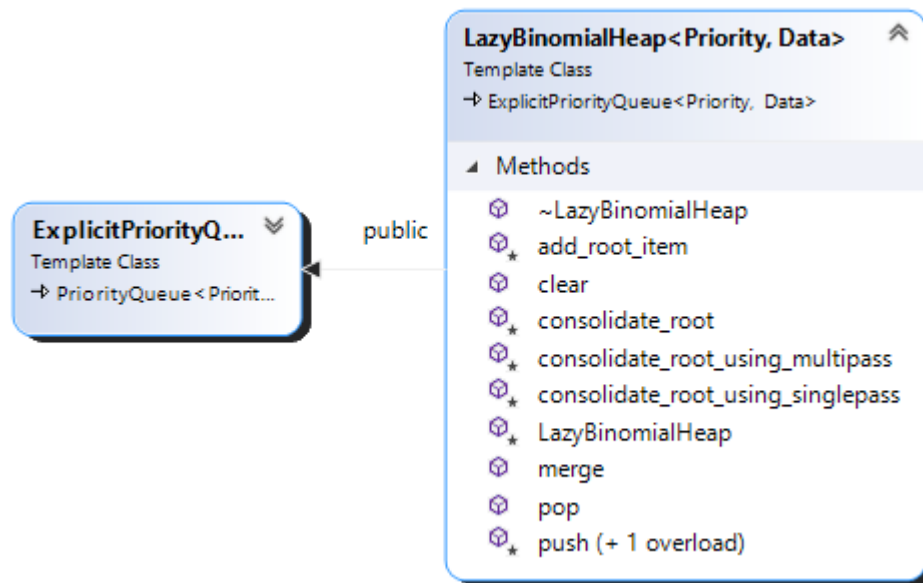 ExplicitPriorityQ...
Template Class
PriorityQueue<Priorit...
public
LazyBinomialHeap<Priority, Data>
Template Class
ExplicitPriorityQueue<Priority, Data>
Methods
~LazyBinomialHeap
add_root_item
clear
consolidate_root
consolidate_root_using_multipass
consolidate_root_using_singlepass
LazyBinomialHeap
merge
pop
push (+ 1 overload)